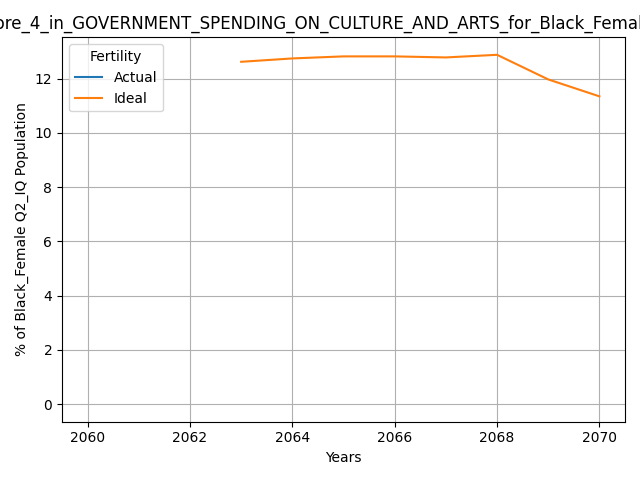 ore_4_in_GOVERNMENT_SPENDING_ON_CULTURE_AND_ARTS_for_Black_Femal
Fertility
Actual
Ideal
% of Black_Female Q2_IQ Population
12
10
8
6
4
2
0
2060 2062 2064 2066 2068 2070
Years